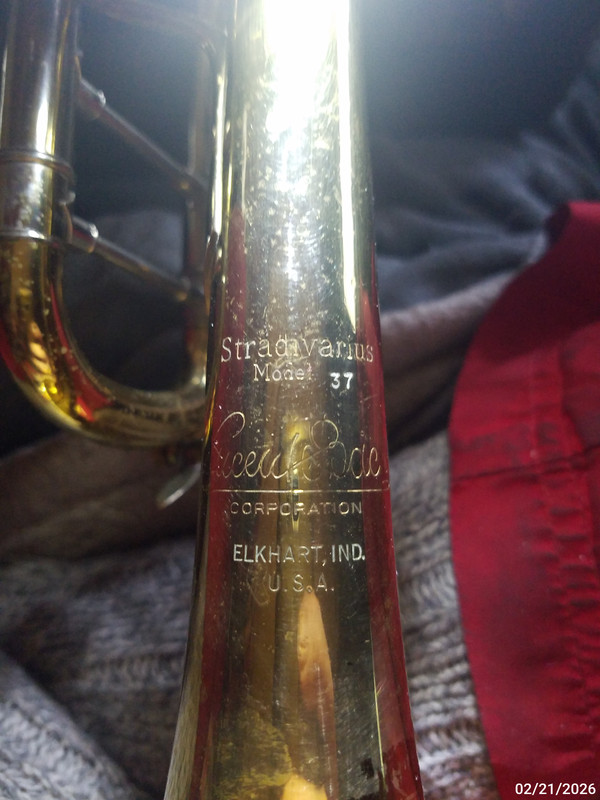 Stradivarius
Model 37
Vincent Bach
CORPORATION
ELKHART, IND.
U.S.A.
02/21/2026